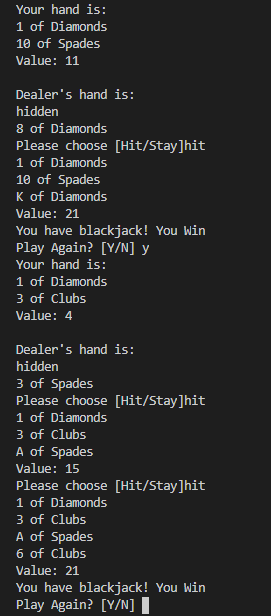 Your hand is:
1 of Diamonds
10 of Spades
Value: 11
Dealer's hand is:
hidden
8 of Diamonds
Please choose [Hit/Stay]hit
1 of Diamonds
10 of Spades
K of Diamonds
Value: 21
You have blackjack! You Win
Play Again? [Y/N] y
Your hand is:
1 of Diamonds
3 of Clubs
Value: 4
Dealer's hand is:
hidden
3 of Spades
Please choose [Hit/Stay]hit
1 of Diamonds
3 of Clubs
A of Spades
Value: 15
Please choose [Hit/Stay]hit
1 of Diamonds
3 of Clubs
A of Spades
6 of Clubs
Value: 21
You have blackjack! You Win
Play Again? [Y/N]